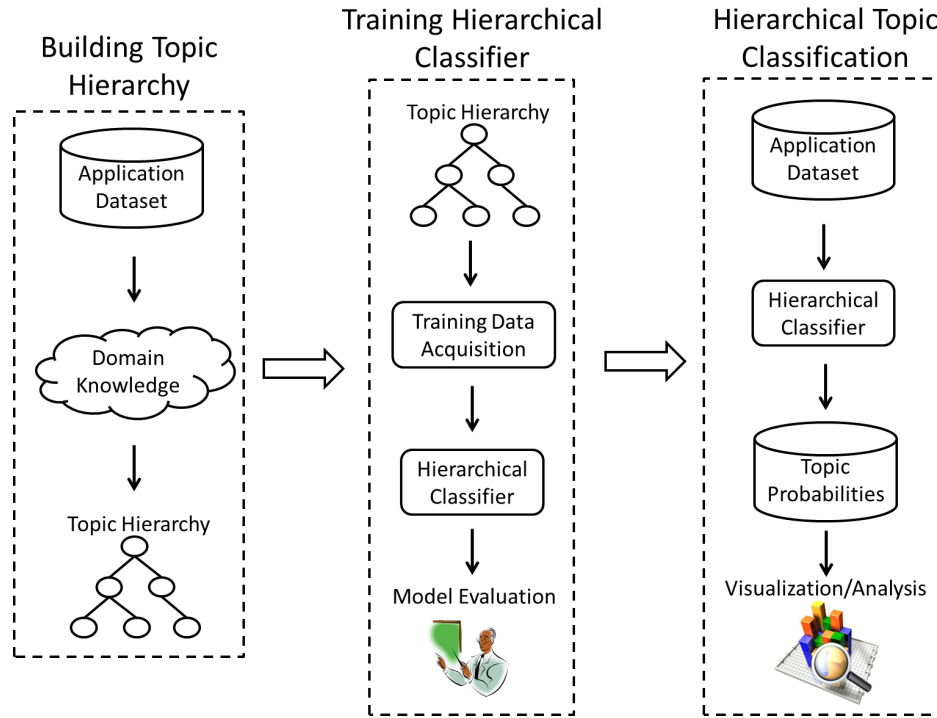 Building Topic
Hierarchy
Application
Dataset
Domain
Knowledge
Topic Hierarchy
Training Hierarchical
Classifier
Topic Hierarchy
Training Data
Acquisition
Hierarchical
Classifier
Model Evaluation
Hierarchical Topic
Classification
Application
Dataset
Hierarchical
Classifier
Topic
Probabilities
Visualization/Analysis